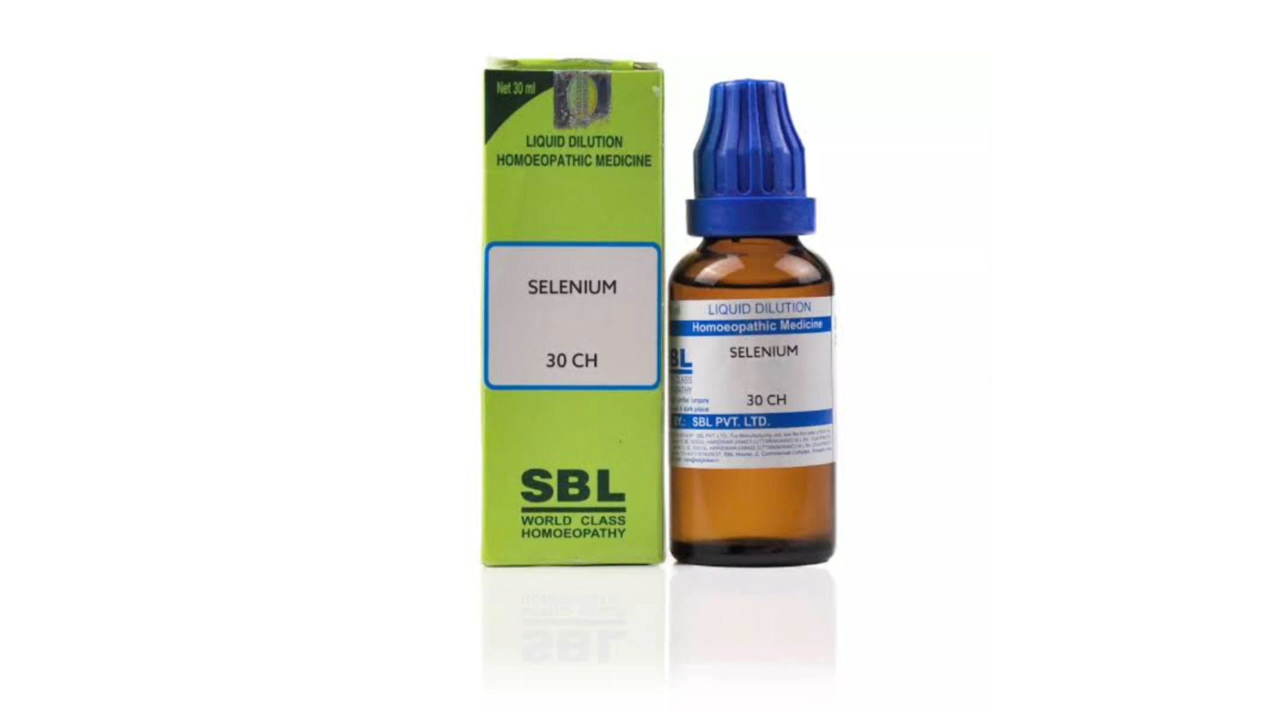 Net 30 ml
LIQUID DILUTION
HOMOEOPATHIC MEDICINE
SELENIUM
30 CH
SBL
WORLD CLASS
HOMOEOPATHY
LIQUID DILUTION
Homoeopathic Medicine
BL
SELENIUM
30 CH
SBL PVT. LTD.